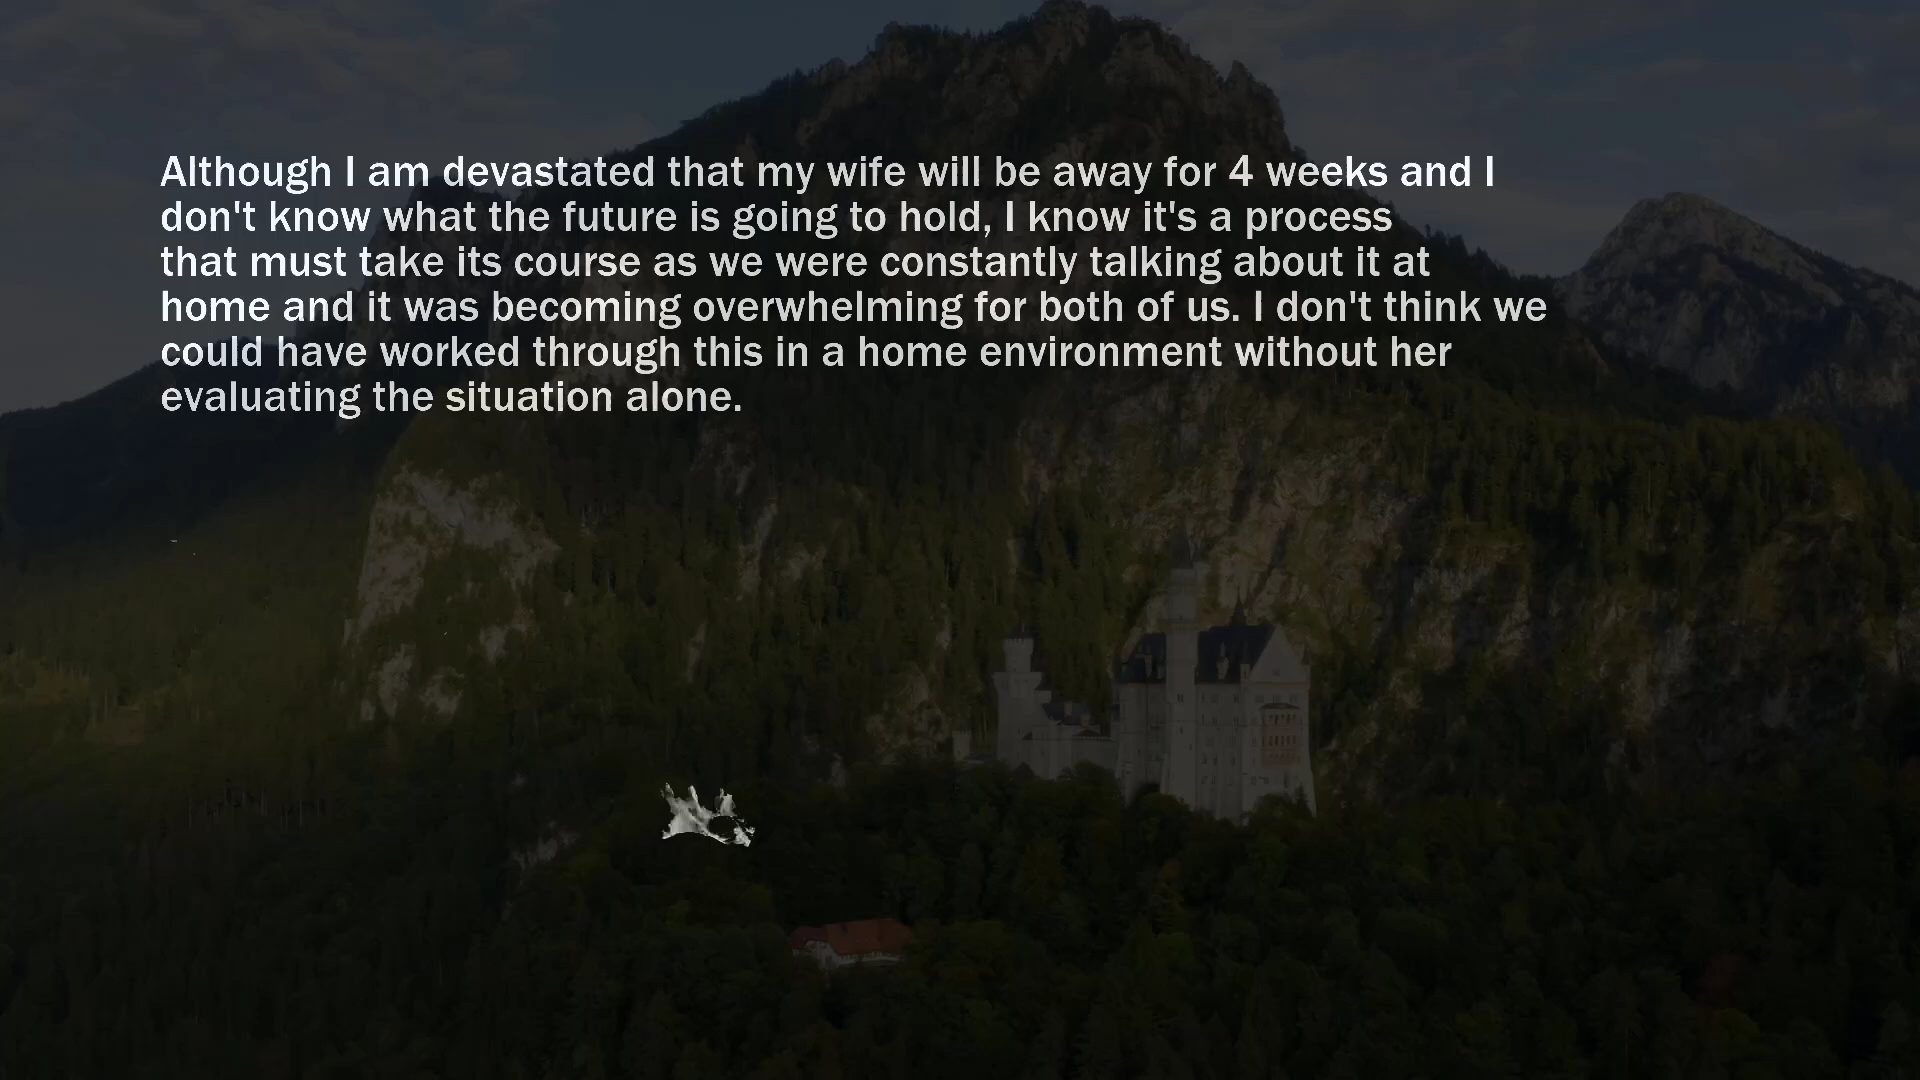 Although I am devastated that my wife will be away for 4 weeks and I
don't know what the future is going to hold, I know it's a process
that must take its course as we were constantly talking about it at
home and it was becoming overwhelming for both of us. I don't think we
could have worked through this in a home environment without her
evaluating the situation alone.